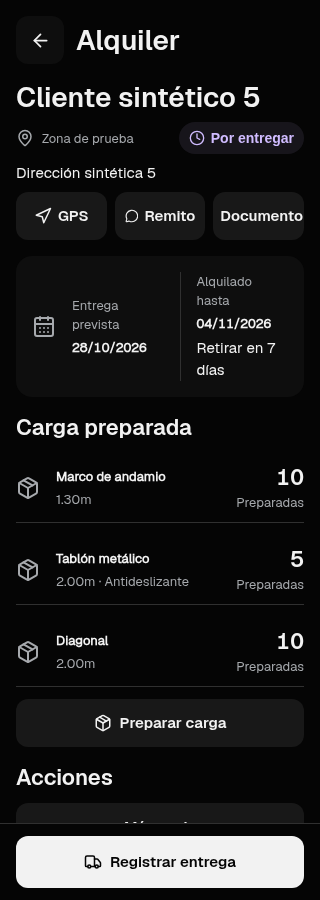 Alquiler
Cliente sintético 5
Zona de prueba
Por entregar
Dirección sintética 5
GPS
Remito
Documento
Entrega
prevista
28/10/2026
Alquilado
hasta
04/11/2026
Retirar en 7
días
Carga preparada
Marco de andamio
1.30m
10
Preparadas
Tablón metálico
2.00m · Antideslizante
5
Preparadas
Diagonal
2.00m
10
Preparadas
Preparar carga
Acciones
Registrar entrega